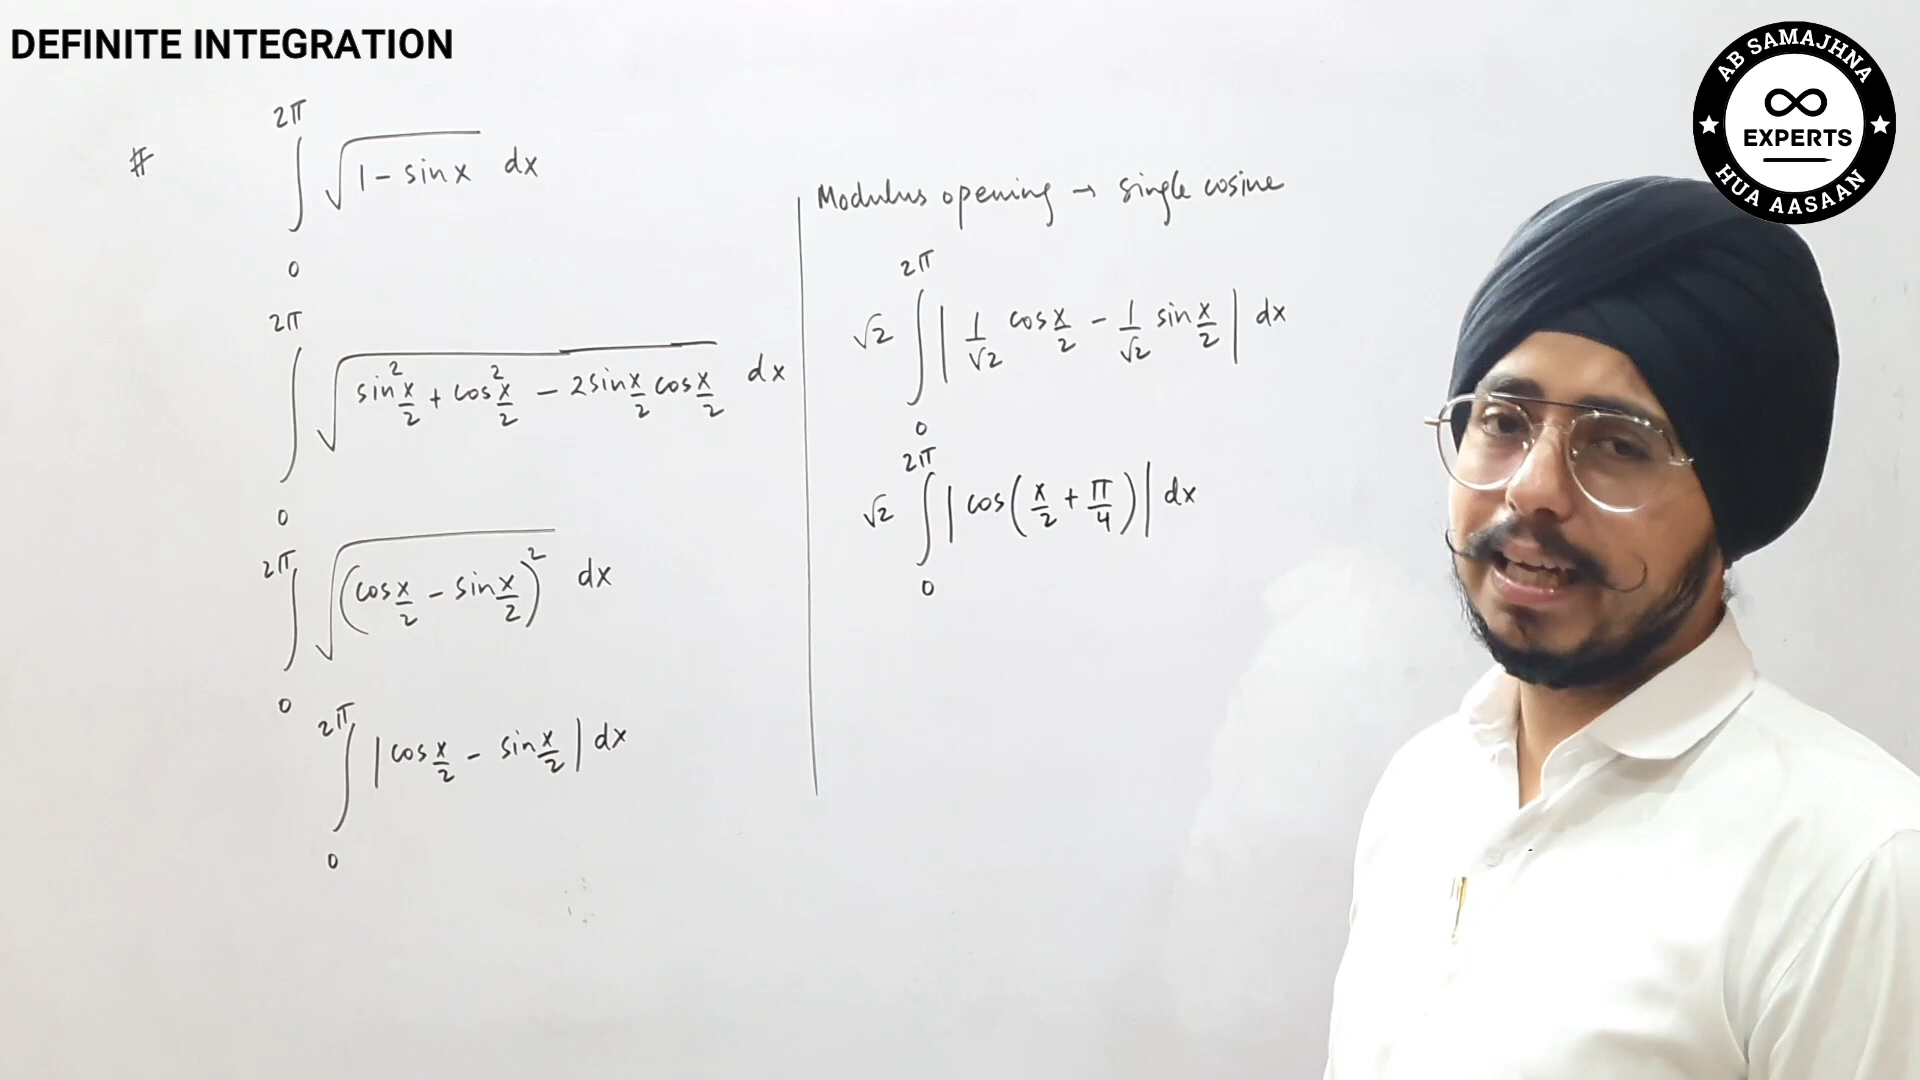 DEFINITE INTEGRATION
# ∫₀^{2π} √(1 - sin x) dx
∫₀^{2π} √(sin² x/2 + cos² x/2 - 2 sin x/2 cos x/2) dx
∫₀^{2π} √((cos x/2 - sin x/2)²) dx
∫₀^{2π} |cos x/2 - sin x/2| dx
Modulus opening → single cosine
√2 ∫₀^{2π} |1/√2 cos x/2 - 1/√2 sin x/2| dx
√2 ∫₀^{2π} |cos(x/2 + π/4)| dx
AB SAMAJHNA
∞
EXPERTS
HUA AASAAN